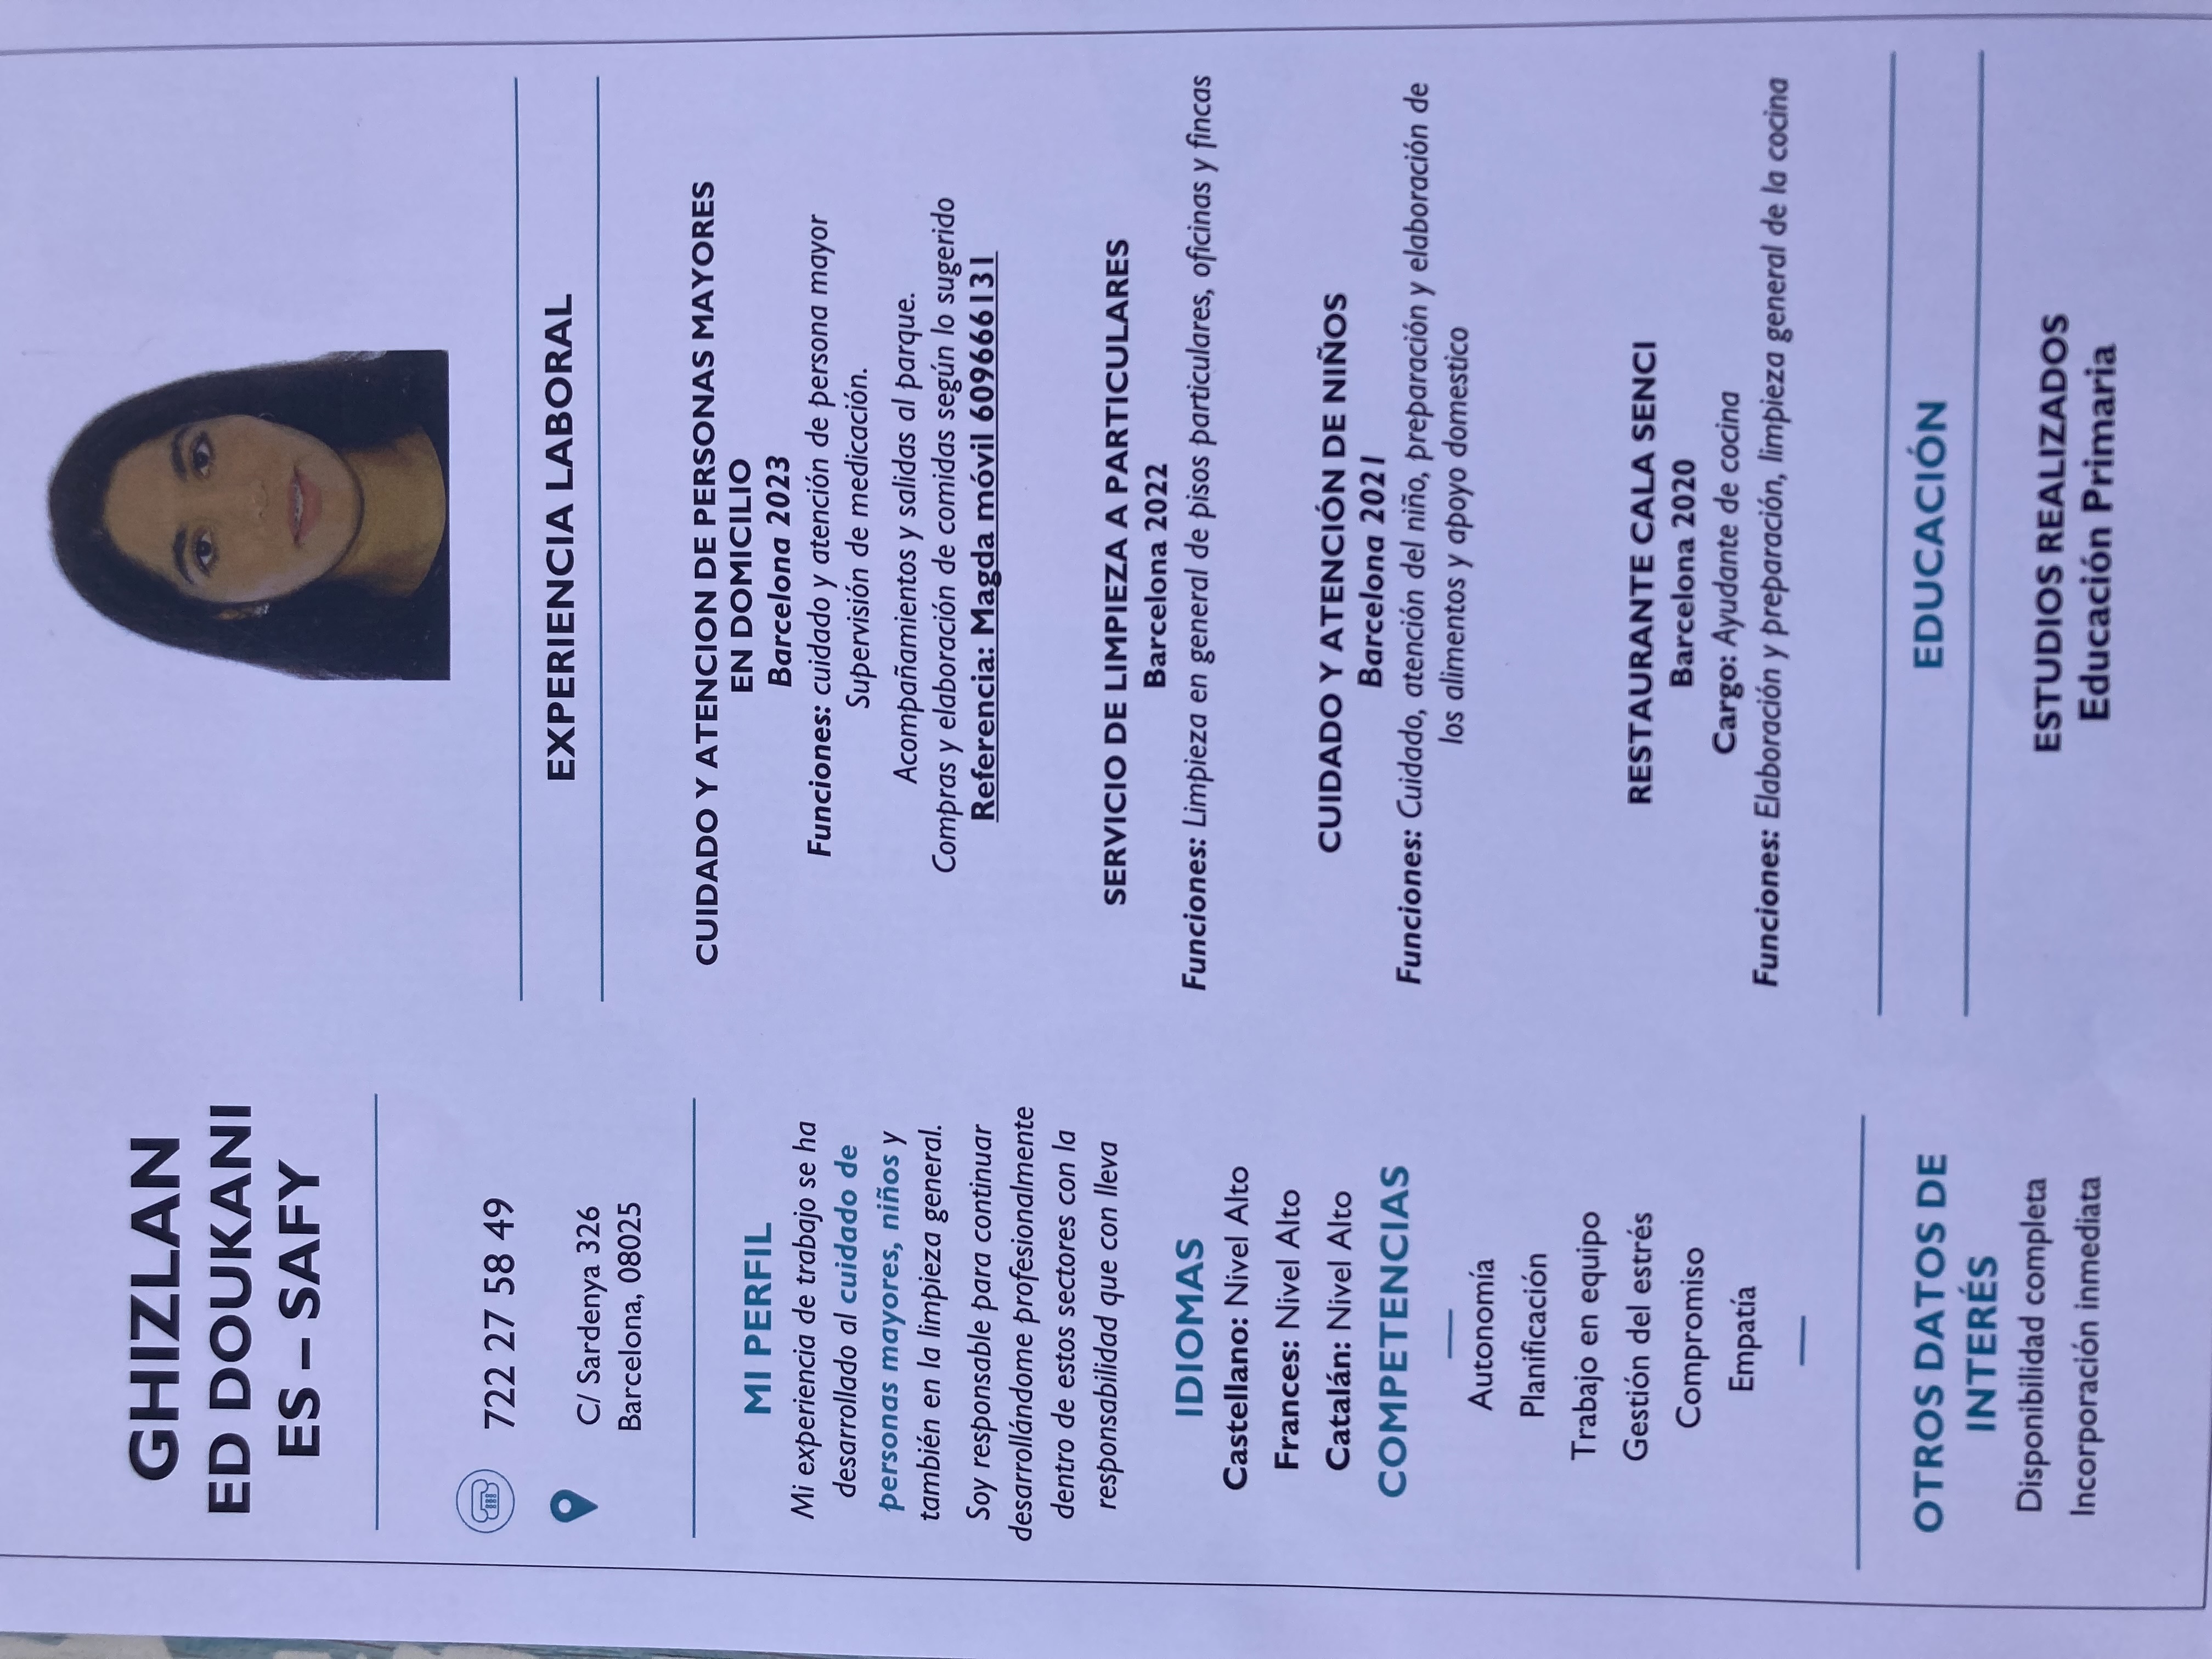 GHIZLAN
ED DOUKANI
ES – SAFY
722 27 58 49
C/ Sardenya 326
Barcelona, 08025
MI PERFIL
Mi experiencia de trabajo se ha
desarrollado al cuidado de
personas mayores, niños y
también en la limpieza general.
Soy responsable para continuar
desarrollándome profesionalmente
dentro de estos sectores con la
responsabilidad que con lleva
IDIOMAS
Castellano: Nivel Alto
Frances: Nivel Alto
Catalán: Nivel Alto
COMPETENCIAS
Autonomía
Planificación
Trabajo en equipo
Gestión del estrés
Compromiso
Empatía
OTROS DATOS DE
INTERÉS
Disponibilidad completa
Incorporación inmediata
EXPERIENCIA LABORAL
CUIDADO Y ATENCION DE PERSONAS MAYORES
EN DOMICILIO
Barcelona 2023
Funciones: cuidado y atención de persona mayor
Supervisión de medicación.
Acompañamientos y salidas al parque.
Compras y elaboración de comidas según lo sugerido
Referencia: Magda móvil 609666131
SERVICIO DE LIMPIEZA A PARTICULARES
Barcelona 2022
Funciones: Limpieza en general de pisos particulares, oficinas y fincas
CUIDADO Y ATENCIÓN DE NIÑOS
Barcelona 2021
Funciones: Cuidado, atención del niño, preparación y elaboración de
los alimentos y apoyo domestico
RESTAURANTE CALA SENCI
Barcelona 2020
Cargo: Ayudante de cocina
Funciones: Elaboración y preparación, limpieza general de la cocina
EDUCACIÓN
ESTUDIOS REALIZADOS
Educación Primaria